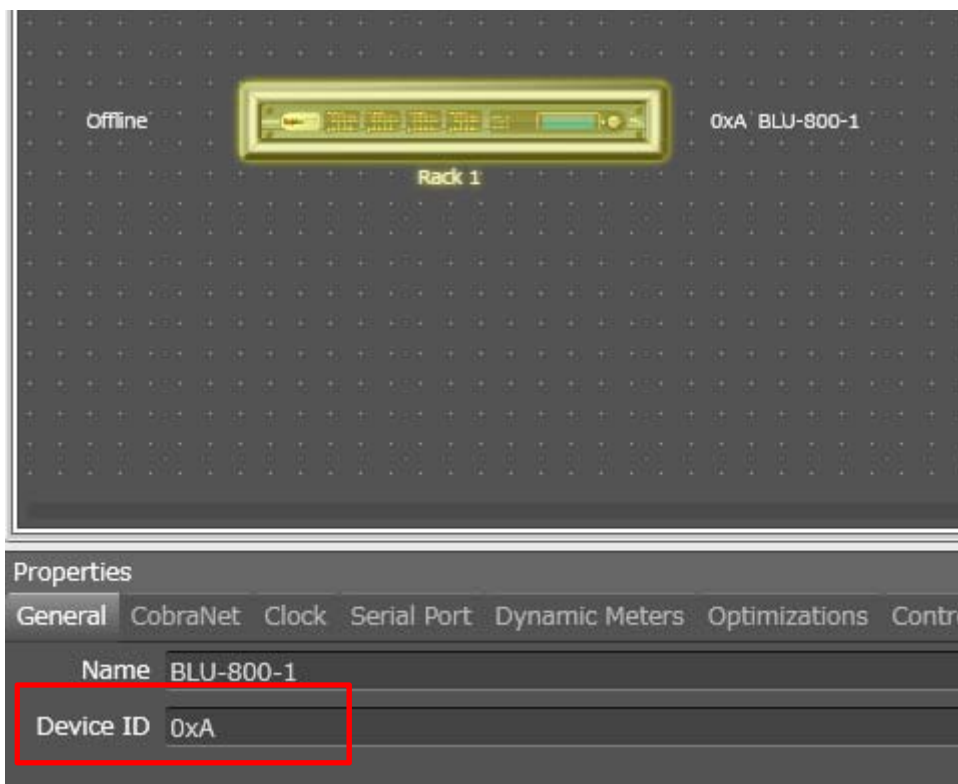 Offline
0xA BLU-800-1
Rack 1
Properties
General CobraNet Clock Serial Port Dynamic Meters Optimizations Contr
Name BLU-800-1
Device ID 0xA